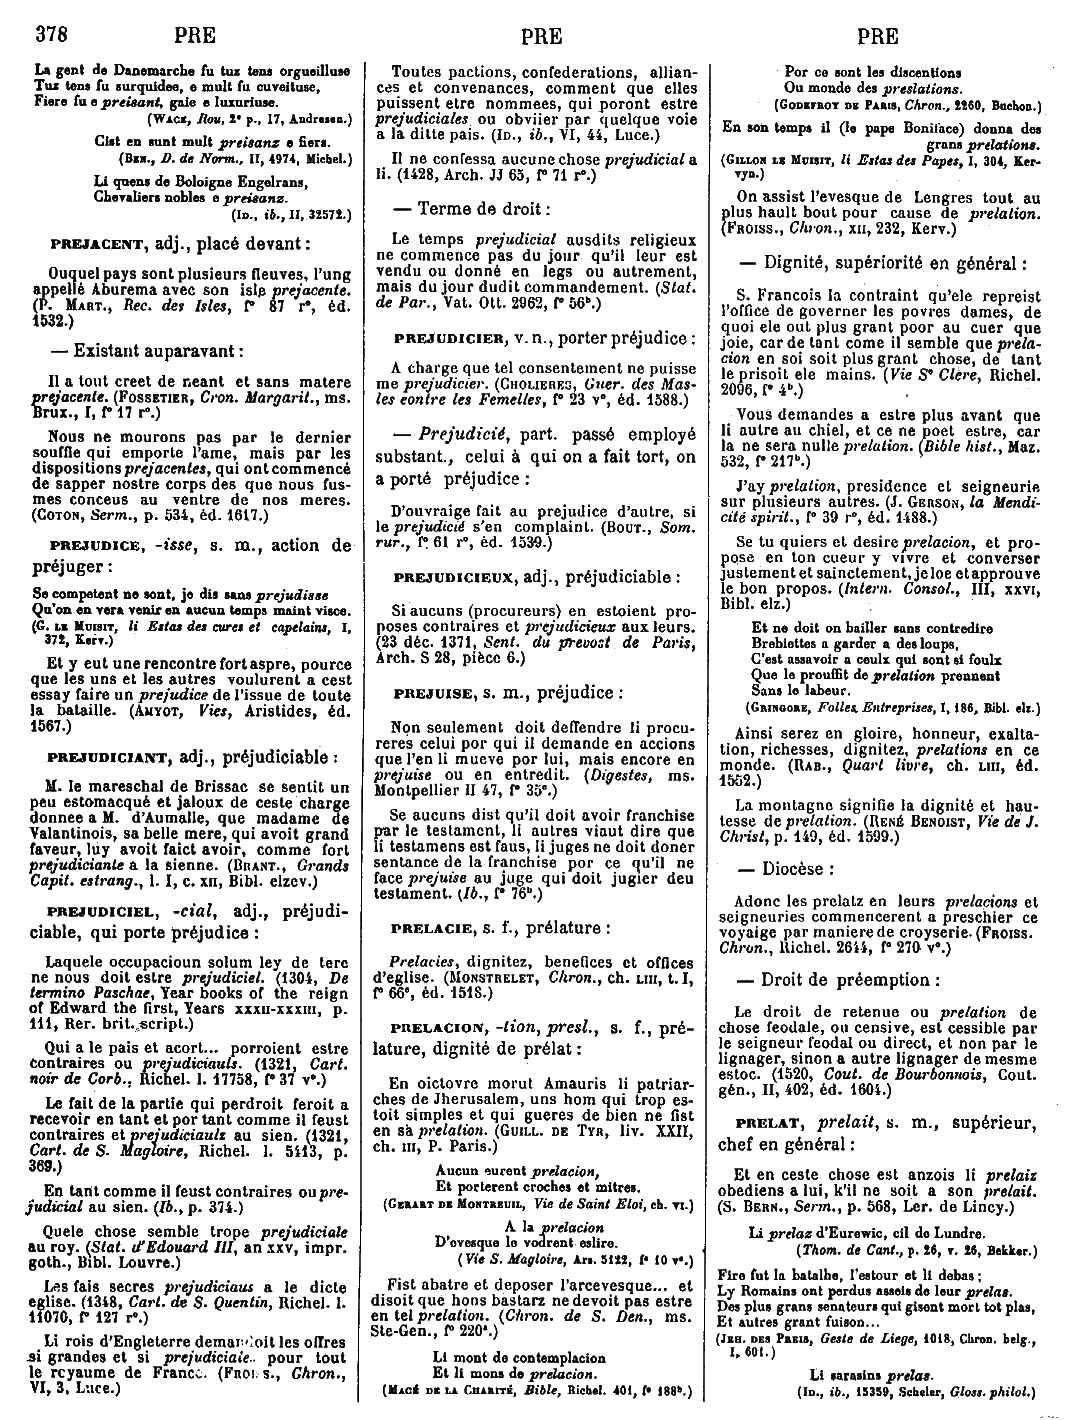 378 PRE PRE PRE
La gent de Danemarche fu tuz tens orgueilluse
Tuz tens fu surquidee, e mult fu cuveituse,
Fiere fu e preisant, gaie e luxuriuse.
(WACE, Rou, 2e p., 17, Andresen.)
Cist en sunt mult preisanz e fiers.
(BEN., D. de Norm., II, 4974, Michel.)
Li quens de Boloigne Engelrans,
Chevaliers nobles e preisanz.
(ID., ib., II, 32572.)
PREJACENT, adj., placé devant :
Ouquel pays sont plusieurs fleuves, l'ung
appellé Aburema avec son isle prejacente.
(P. MART., Rec. des Isles, f° 87 r°, éd.
1532.)
— Existant auparavant :
Il a tout creet de neant et sans matere
prejacente. (FOSSETIER, Cron. Margarit., ms.
Brux., I, f° 17 r°.)
Nous ne mourons pas par le dernier
souffle qui emporte l'ame, mais par les
dispositions prejacentes, qui ont commencé
de sapper nostre corps des que nous fus-
mes conceus au ventre de nos meres.
(COTON, Serm., p. 534, éd. 1617.)
PREJUDICE, -isse, s. m., action de
préjuger :
Se competent ne sont, je dis sans prejudisse
Qu'on en vera venir en aucun temps maint visce.
(G. LE MUISIT, li Estas des cures et capelains, I,
372, Kerv.)
Et y eut une rencontre fort aspre, pource
que les uns et les autres voulurent a cest
essay faire un prejudice de l'issue de toute
la bataille. (AMYOT, Vies, Aristides, éd.
1567.)
PREJUDICIANT, adj., préjudiciable :
M. le mareschal de Brissac se sentit un
peu estomacqué et jaloux de ceste charge
donnee a M. d'Aumalle, que madame de
Valantinois, sa belle mere, qui avoit grand
faveur, luy avoit faict avoir, comme fort
prejudiciante a la sienne. (BRANT., Grands
Capit. estrang., l. I, c. XII, Bibl. elzev.)
PREJUDICIEL, -cial, adj., préjudi-
ciable, qui porte préjudice :
Laquele occupacioun solum ley de tere
ne nous doit estre prejudiciel. (1304, De
termino Paschae, Year books of the reign
of Edward the first, Years XXXII-XXXIII, p.
111, Rer. brit. script.)
Qui a le pais et acort... porroient estre
contraires ou prejudiciauls. (1321, Cart.
noir de Corb., Richel. l. 17758, f° 37 v°.)
Le fait de la partie qui perdroit feroit a
recevoir en tant et por tant comme il feust
contraires et prejudiciaulz au sien. (1321,
Cart. de S. Magloire, Richel. l. 5413, p.
369.)
En tant comme il feust contraires ou pre-
judicial au sien. (Ib., p. 374.)
Quele chose semble trope prejudiciale
au roy. (Stat. d'Edouard III, an XXV, impr.
goth., Bibl. Louvre.)
Les fais secres prejudiciaus a le dicte
eglise. (1348, Cart. de S. Quentin, Richel. l.
11070, f° 127 r°.)
Li rois d'Engleterre demandoit les offres
si grandes et si prejudiciale.. pour tout
le royaume de France. (FROISS., Chron.,
VI, 3, Luce.)
Toutes pactions, confederations, allian-
ces et convenances, comment que elles
puissent etre nommees, qui poront estre
prejudiciales ou obviier par quelque voie
a la ditte pais. (ID., ib., VI, 44, Luce.)
Il ne confessa aucune chose prejudicial a
li. (1428, Arch. JJ 65, f° 71 r°.)
— Terme de droit :
Le temps prejudicial ausdits religieux
ne commence pas du jour qu'il leur est
vendu ou donné en legs ou autrement,
mais du jour dudit commandement. (Stat.
de Par., Vat. Ott. 2962, f° 56a.)
PREJUDICIER, v. n., porter préjudice :
A charge que tel consentement ne puisse
me prejudicier. (CHOLIERES, Guer. des Mas-
les contre les Femelles, f° 23 v°, éd. 1588.)
— Prejudicié, part. passé employé
substant., celui à qui on a fait tort, on
a porté préjudice :
D'ouvraige fait au prejudice d'autre, si
le prejudicié s'en complaint. (BOUT., Som.
rur., f° 61 r°, éd. 1539.)
PREJUDICIEUX, adj., préjudiciable :
Si aucuns (procureurs) en estoient pro-
poses contraires et prejudicieux aux leurs.
(23 déc. 1371, Sent. du prevost de Paris,
Arch. S 28, pièce 6.)
PREJUISE, s. m., préjudice :
Non seulement doit deffendre li procu-
reres celui por qui il demande en accions
que l'en li mueve por lui, mais encore en
prejuise ou en entredit. (Digestes, ms.
Montpellier II 47, f° 35c.)
Se aucuns dist qu'il doit avoir franchise
par le testament, li autres viaut dire que
li testamens est faus, li juges ne doit doner
sentance de la franchise por ce qu'il ne
face prejuise au juge qui doit jugier deu
testament. (Ib., f° 76b.)
PRELACIE, s. f., prélature :
Prelacies, dignitez, benefices et offices
d'eglise. (MONSTRELET, Chron., ch. LIII, t. I,
f° 66c, éd. 1518.)
PRELACION, -tion, presl., s. f., pré-
lature, dignité de prélat :
En oictovre morut Amauris li patriar-
ches de Jherusalem, uns hom qui trop es-
toit simples et qui gueres de bien ne fist
en sa prelation. (GUILL. DE TYR, liv. XXII,
ch. III, P. Paris.)
Aucun eurent prelacion,
Et porterent croches et mitres.
(GERART DE MONTREUIL, Vie de Saint Eloi, ch. VI.)
A la prelacion
D'evesque le vodrent eslire.
(Vie S. Magloire, Ars. 5122, f° 10 v°.)
Fist abatre et deposer l'arcevesque... et
disoit que hons bastarz ne devoit pas estre
en tel prelation. (Chron. de S. Den., ms.
Ste-Gen., f° 220a.)
Li mont de contemplacion
Et li mons de prelacion.
(MACÉ DE LA CHARITÉ, Bible, Richel. 401, f° 188b.)
Por ce sont les discentions
Ou monde des preslations.
(GODEFROY DE PARIS, Chron., 2260, Buchon.)
En son temps il (le pape Boniface) donna des
grans prelations.
(GILLON LE MUISIT, li Estas des Papes, I, 304, Ker-
vyn.)
On assist l'evesque de Lengres tout au
plus hault bout pour cause de prelation.
(FROISS., Chron., XII, 232, Kerv.)
— Dignité, supériorité en général :
S. Francois la contraint qu'ele repreist
l'office de governer les povres dames, de
quoi ele out plus grant poor au cuer que
joie, car de tant come il semble que prela-
cion en soi soit plus grant chose, de tant
le prisoit ele mains. (Vie Se Clere, Richel.
2096, f° 4b.)
Vous demandes a estre plus avant que
li autre au chiel, et ce ne poet estre, car
la ne sera nulle prelation. (Bible hist., Maz.
532, f° 217b.)
J'ay prelation, presidence et seigneurie
sur plusieurs autres. (J. GERSON, la Mendi-
cité spirit., f° 39 r°, éd. 1488.)
Se tu quiers et desire prelacion, et pro-
pose en ton cueur y vivre et converser
justement et sainctement, je loe et approuve
le bon propos. (Intern. Consol., III, XXVI,
Bibl. elz.)
Et ne doit on bailler sans contredire
Brebiettes a garder a des loups,
C'est assavoir a ceulx qui sont si foulx
Que le prouffit de prelation prennent
Sans le labeur.
(GRINGORE, Folles Entreprises, I, 186, Bibl. elz.)
Ainsi serez en gloire, honneur, exalta-
tion, richesses, dignitez, prelations en ce
monde. (RAB., Quart livre, ch. LIII, éd.
1552.)
La montagne signifie la dignité et hau-
tesse de prelation. (RENÉ BENOIST, Vie de J.
Christ, p. 149, éd. 1599.)
— Diocèse :
Adonc les prelatz en leurs prelacions et
seigneuries commencerent a preschier ce
voyaige par maniere de croyserie. (FROISS.
Chron., Richel. 2644, f° 270 v°.)
— Droit de préemption :
Le droit de retenue ou prelation de
chose feodale, ou censive, est cessible par
le seigneur feodal ou direct, et non par le
lignager, sinon a autre lignager de mesme
estoc. (1520, Cout. de Bourbonnois, Cout.
gén., II, 402, éd. 1604.)
PRELAT, prelait, s. m., supérieur,
chef en général :
Et en ceste chose est anzois li prelaiz
obediens a lui, k'il ne soit a son prelait.
(S. BERN., Serm., p. 568, Ler. de Lincy.)
Li prelaz d'Eurewic, cil de Lundre.
(Thom. de Cant., p. 26, v. 26, Bekker.)
Fire fut la batalhe, l'estour et li debas ;
Ly Romains ont perdus asseis de leur prelas.
Des plus grans senateurs qui gisont mort tot plas,
Et autres grant fuison...
(JEH. DES PREIS, Geste de Liege, 1018, Chron. belg.,
I, 601.)
Li sarasins prelas.
(ID., ib., 15359, Scheler, Gloss. philol.)